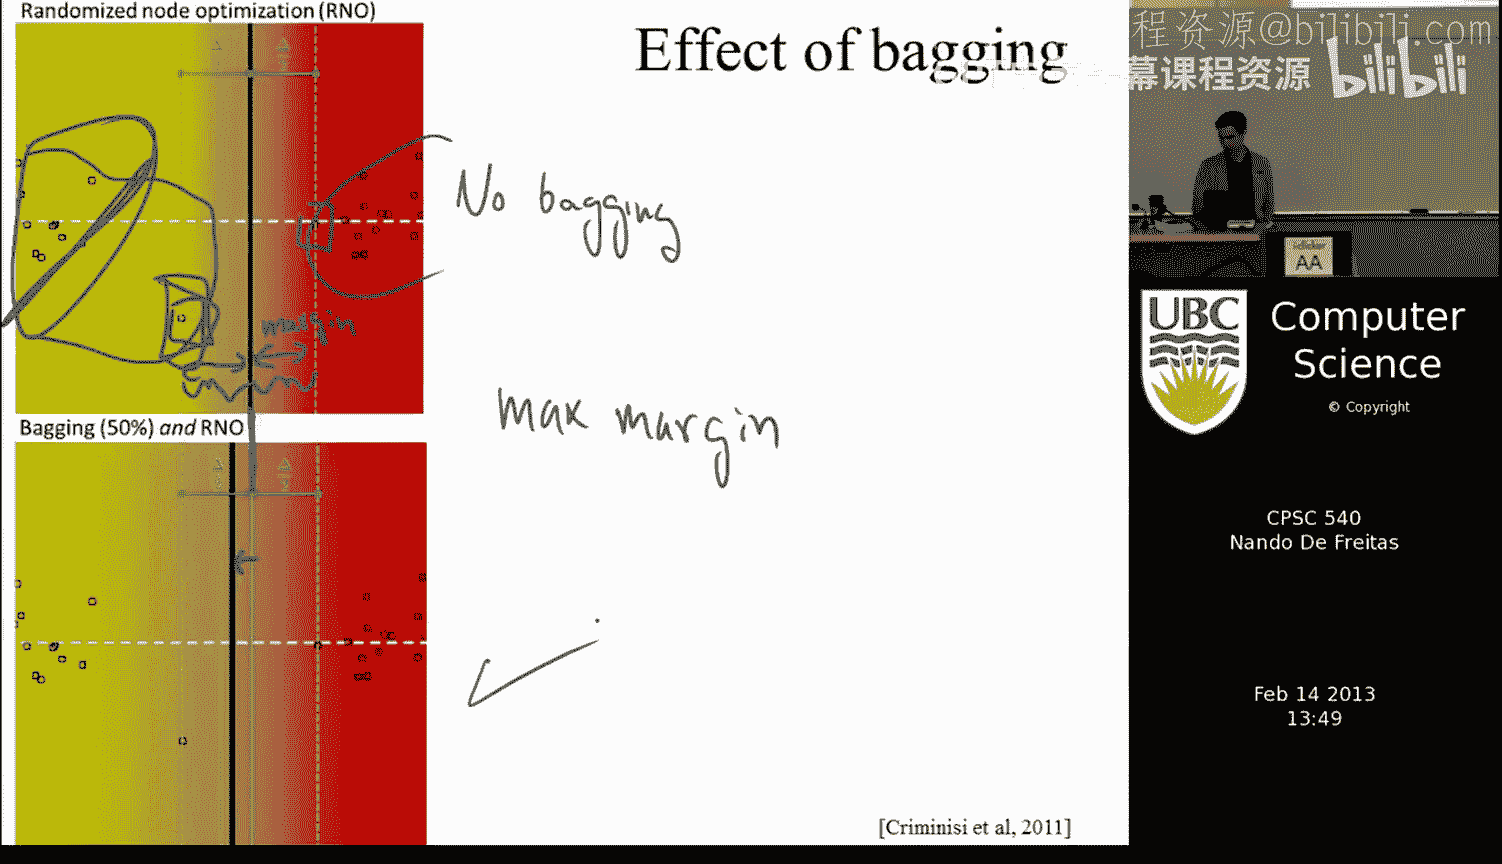 Randomized node optimization (RNO)
Effect of bagging
No bagging
margin
max margin
Bagging (50%) and RNO
[Criminisi et al, 2011]
程资源@bilibili.com
幕课程资源 bilibili
AA
UBC
Computer
Science
© Copyright
CPSC 540
Nando De Freitas
Feb 14 2013
13:49